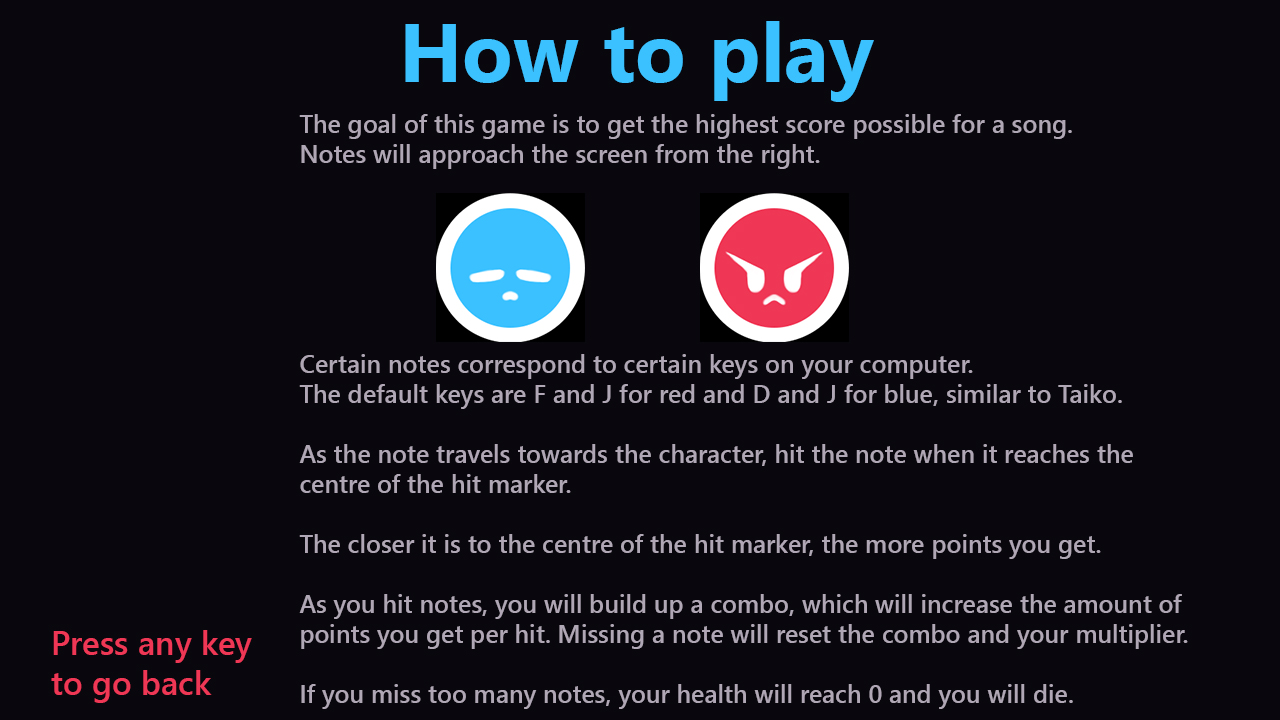 How to play
The goal of this game is to get the highest score possible for a song.
Notes will approach the screen from the right.
Certain notes correspond to certain keys on your computer.
The default keys are F and J for red and D and J for blue, similar to Taiko.
As the note travels towards the character, hit the note when it reaches the
centre of the hit marker.
The closer it is to the centre of the hit marker, the more points you get.
As you hit notes, you will build up a combo, which will increase the amount of
points you get per hit. Missing a note will reset the combo and your multiplier.
If you miss too many notes, your health will reach 0 and you will die.
Press any key
to go back